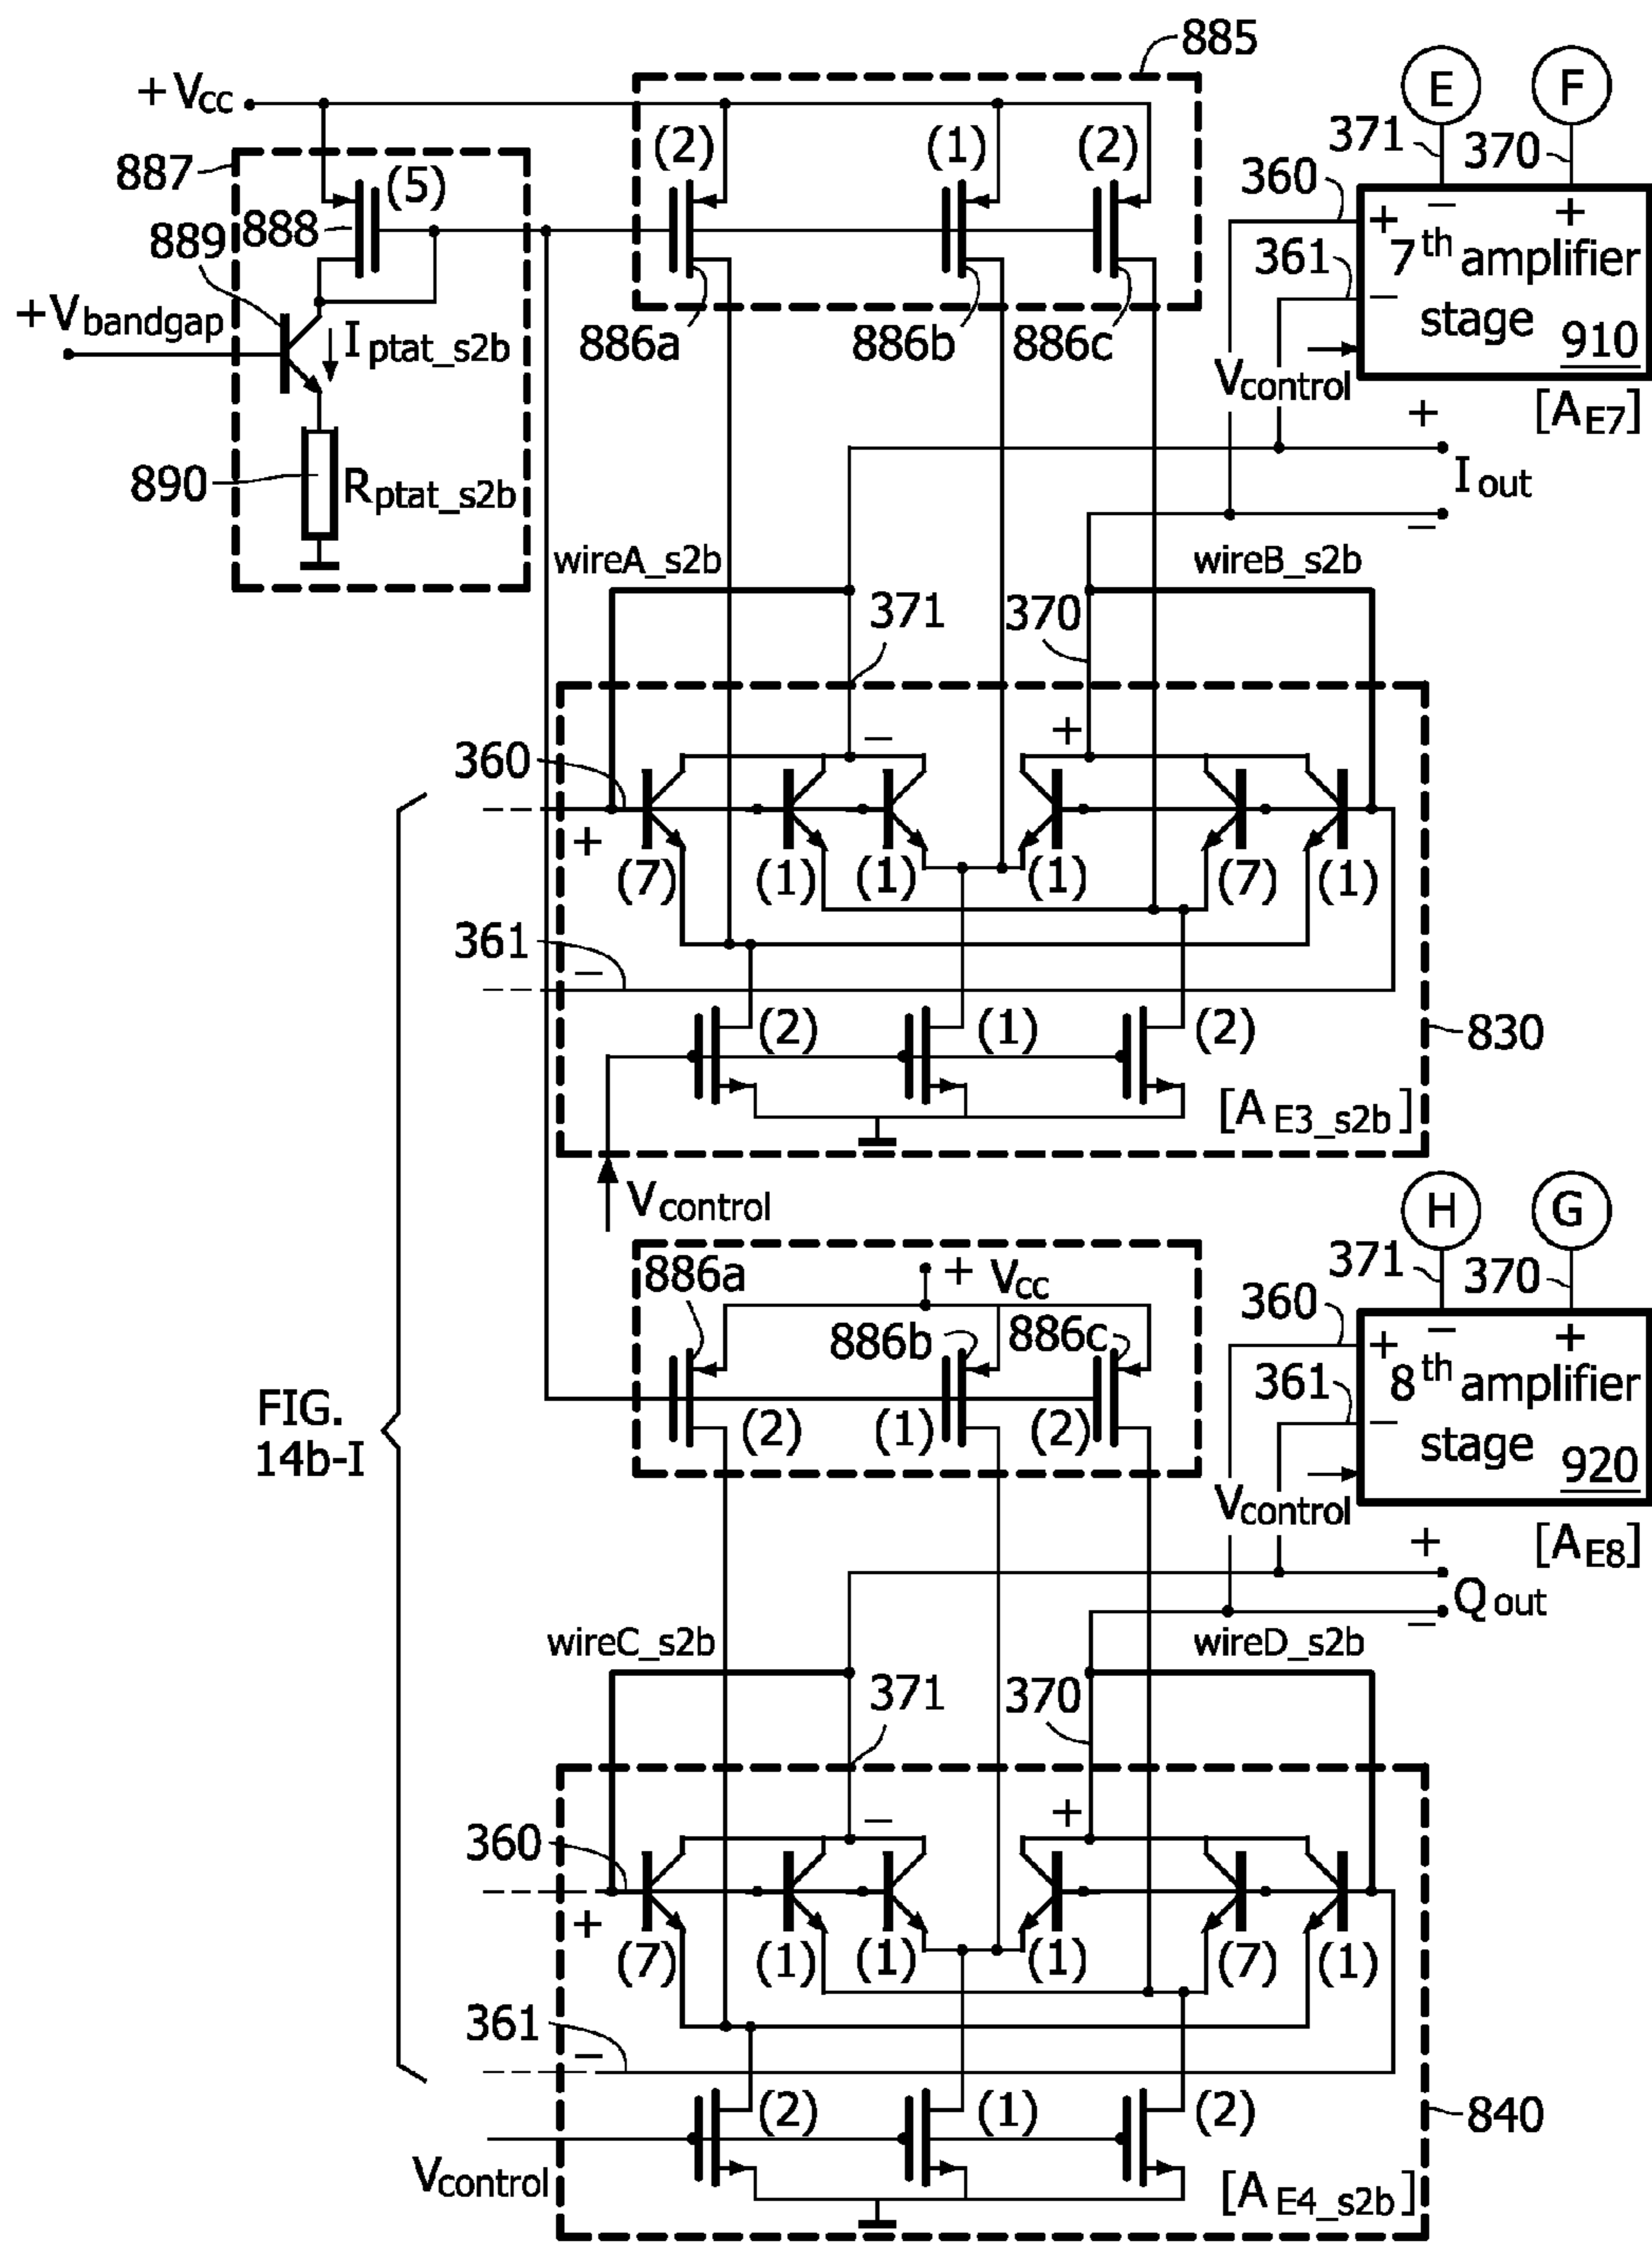 885
+VCC
E
F
887
(2)
(1)
(2)
371
370
(5)
360
888
889
+
−
+
361
7th amplifier
+Vbandgap
−
stage
910
Iptat_s2b
886a
886b
886c
Vcontrol
[AE7]
+
890
Rptat_s2b
Iout
−
wireA_s2b
wireB_s2b
371
370
360
−
+
+
(7)
(1)
(1)
(1)
(7)
(1)
361
−
(2)
(1)
(2)
830
[AE3_s2b]
Vcontrol
H
G
886a
+ VCC
371
370
360
886b
886c
+
−
+
361
8th amplifier
−
FIG.
14b-I
(2)
(1)
(2)
stage
920
Vcontrol
[AE8]
+
Qout
−
wireC_s2b
wireD_s2b
371
370
360
−
+
+
(7)
(1)
(1)
(1)
(7)
(1)
361
−
(2)
(1)
(2)
840
Vcontrol
[AE4_s2b]